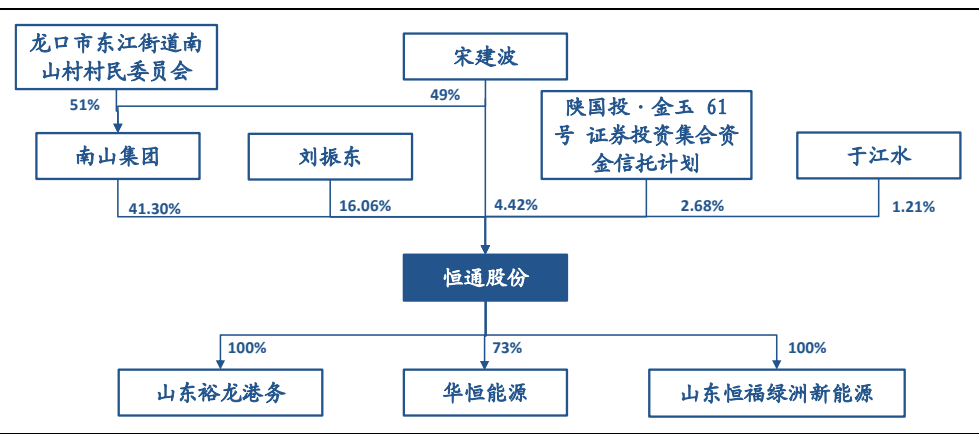 龙口市东江街道南
山村村民委员会
宋建波
51%
49%
南山集团
刘振东
陕国投·金玉 61
号 证券投资集合资
金信托计划
于江水
41.30%
16.06%
4.42%
2.68%
1.21%
恒通股份
100%
73%
100%
山东裕龙港务
华恒能源
山东恒福绿洲新能源